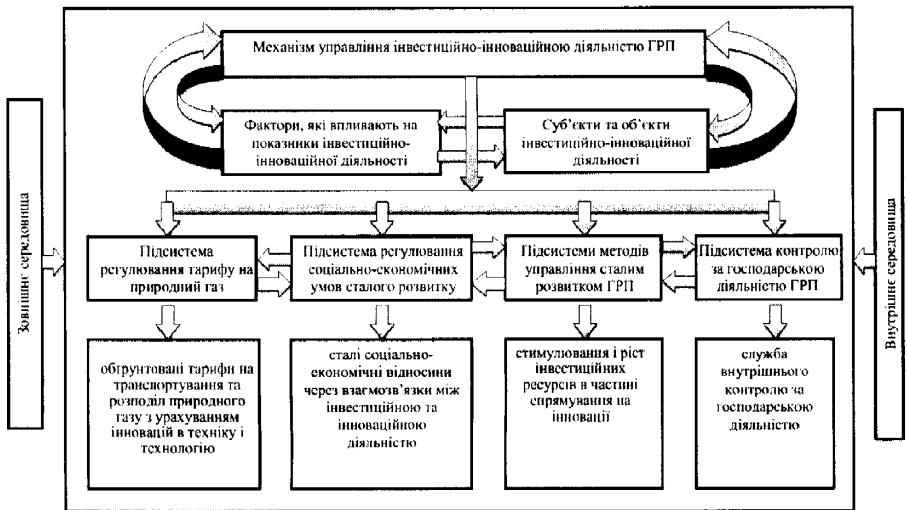 Механізм управління інвестиційно-інноваційною діяльністю ГРП
Фактори, які впливають на
показники інвестиційно-
інноваційної діяльності
Суб’єкти та об’єкти
інвестиційно-інноваційної
діяльності
Зовнішнє середовища
Внутрішнє середовища
Підсистема
регулювання тарифу на
природний газ
Підсистема регулювання
соціально-економічних
умов сталого розвитку
Підсистеми методів
управління сталим
розвитком ГРП
Підсистема контролю
за господарською
діяльністю ГРП
обґрунтовані тарифи на
транспортування та
розподіл природного
газу з урахуванням
інновацій в техніку і
технологію
сталі соціально-
економічні відносини
через взаємозв’язки між
інвестиційною та
інноваційною
діяльністю
стимулювання і ріст
інвестиційних
ресурсів в частині
спрямування на
інновації
служба
внутрішнього
контролю за
господарською
діяльністю